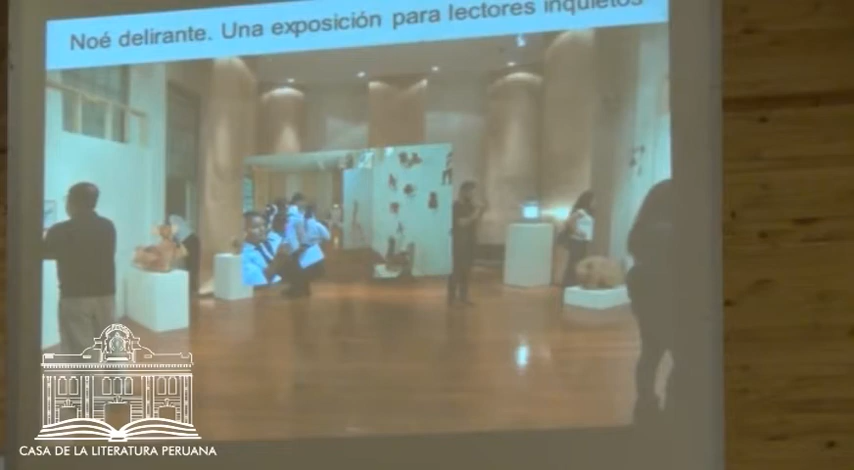 Noé delirante. Una exposición para lectores inquietos
CASA DE LA LITERATURA PERUANA